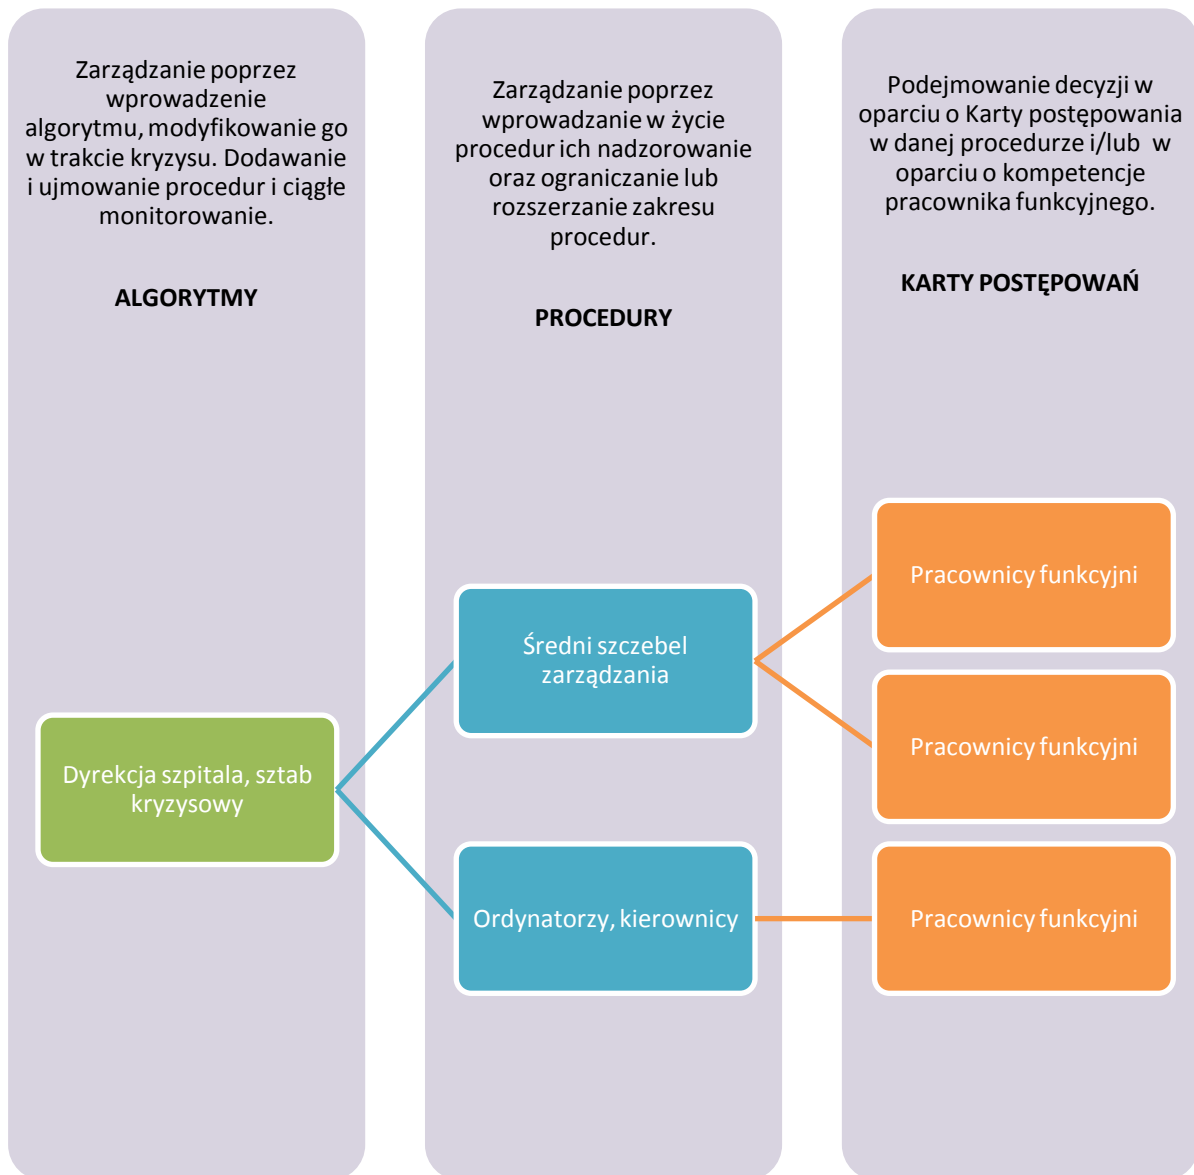 Zarządzanie poprzez
wprowadzenie
algorytmu, modyfikowanie go
w trakcie kryzysu. Dodawanie
i ujmowanie procedur i ciągłe
monitorowanie.
ALGORYTMY
Zarządzanie poprzez
wprowadzanie w życie
procedur ich nadzorowanie
oraz ograniczanie lub
rozszerzanie zakresu
procedur.
PROCEDURY
Podejmowanie decyzji w
oparciu o Karty postępowania
w danej procedurze i/lub w
oparciu o kompetencje
pracownika funkcyjnego.
KARTY POSTĘPOWAŃ
Dyrekcja szpitala, sztab
kryzysowy
Średni szczebel
zarządzania
Ordynatorzy, kierownicy
Pracownicy funkcyjni
Pracownicy funkcyjni
Pracownicy funkcyjni